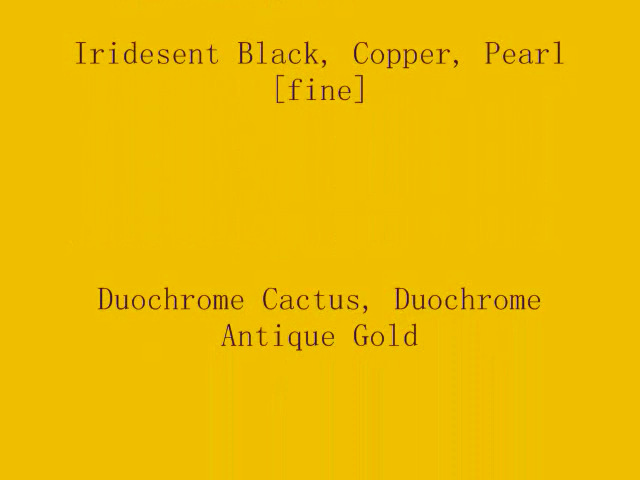 Iridesent Black, Copper, Pearl
[fine]
Duochrome Cactus, Duochrome
Antique Gold